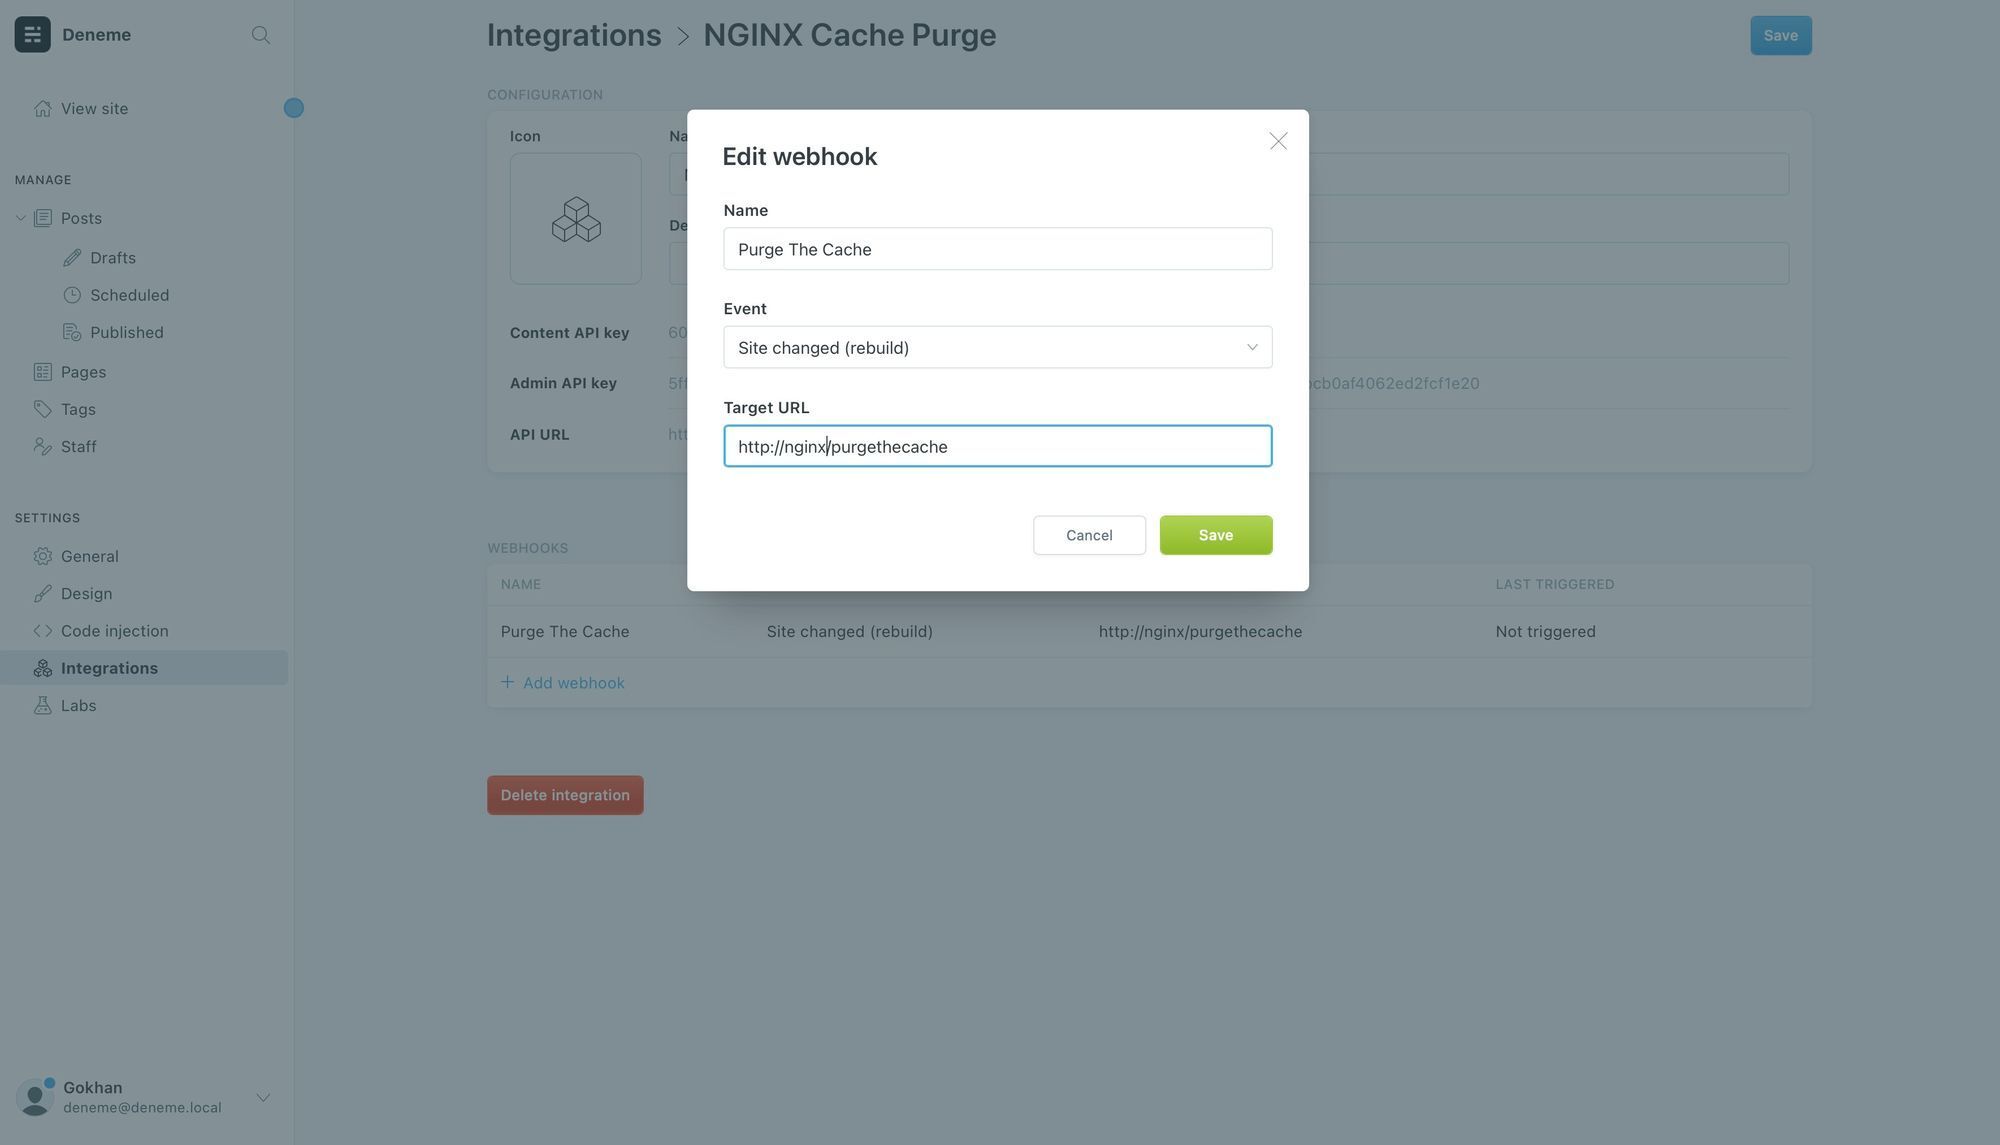 Deneme
View site
MANAGE
Posts
Drafts
Scheduled
Published
Pages
Tags
Staff
SETTINGS
General
Design
Code injection
Integrations
Labs
Gokhan
deneme@deneme.local
Integrations > NGINX Cache Purge
Save
CONFIGURATION
Icon
Na
De
Content API key
60
Admin API key
5ff
cb0af4062ed2fcf1e20
API URL
htt
Edit webhook
Name
Purge The Cache
Event
Site changed (rebuild)
Target URL
http://nginx/purgethecache
Cancel
Save
WEBHOOKS
NAME
LAST TRIGGERED
Purge The Cache
Site changed (rebuild)
http://nginx/purgethecache
Not triggered
+ Add webhook
Delete integration